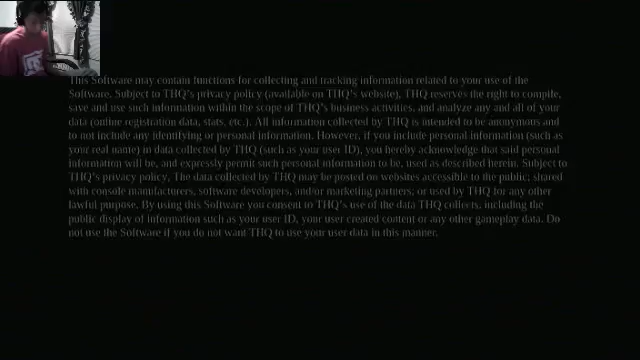 This Software may contain functions for collecting and tracking information related to your use of the
Software. Subject to THQ's privacy policy (available on THQ's website), THQ reserves the right to compile,
save and use such information within the scope of THQ's business activities, and analyze any and all of your
data (online registration data, stats, etc.). All information collected by THQ is intended to be anonymous and
to not include any identifying or personal information. However, if you include personal information (such as
your real name) in data collected by THQ (such as your user ID), you hereby acknowledge that said personal
information will be, and expressly permit such personal information to be, used as described herein. Subject to
THQ's privacy policy, The data collected by THQ may be posted on websites accessible to the public; shared
with console manufacturers, software developers, and/or marketing partners; or used by THQ for any other
lawful purpose. By using this Software you consent to THQ's use of the data THQ collects, including the
public display of information such as your user ID, your user created content or any other gameplay data. Do
not use the Software if you do not want THQ to use your user data in this manner.